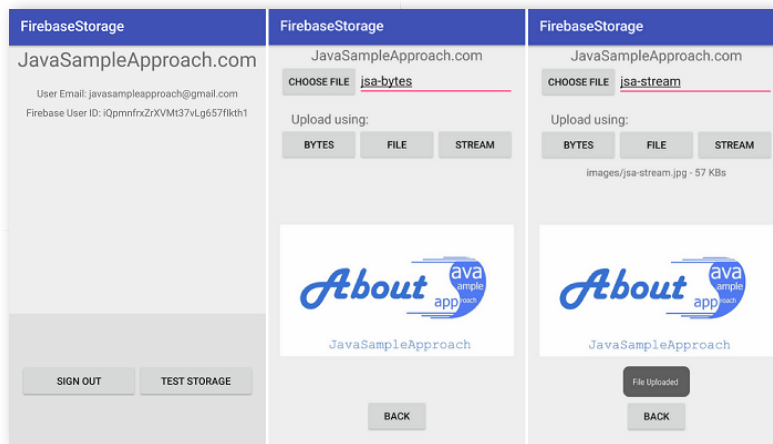 FirebaseStorage
JavaSampleApproach.com
User Email: javasampleapproach@gmail.com
Firebase User ID: iQpmnfrxZrXVMt37vLg657flkth1
SIGN OUT
TEST STORAGE
FirebaseStorage
JavaSampleApproach.com
CHOOSE FILE jsa-bytes
Upload using:
BYTES FILE STREAM
About
ava
ample
app roach
JavaSampleApproach
BACK
FirebaseStorage
JavaSampleApproach.com
CHOOSE FILE jsa-stream
Upload using:
BYTES FILE STREAM
images/jsa-stream.jpg - 57 KBs
About
ava
ample
app roach
JavaSampleApproach
File Uploaded
BACK